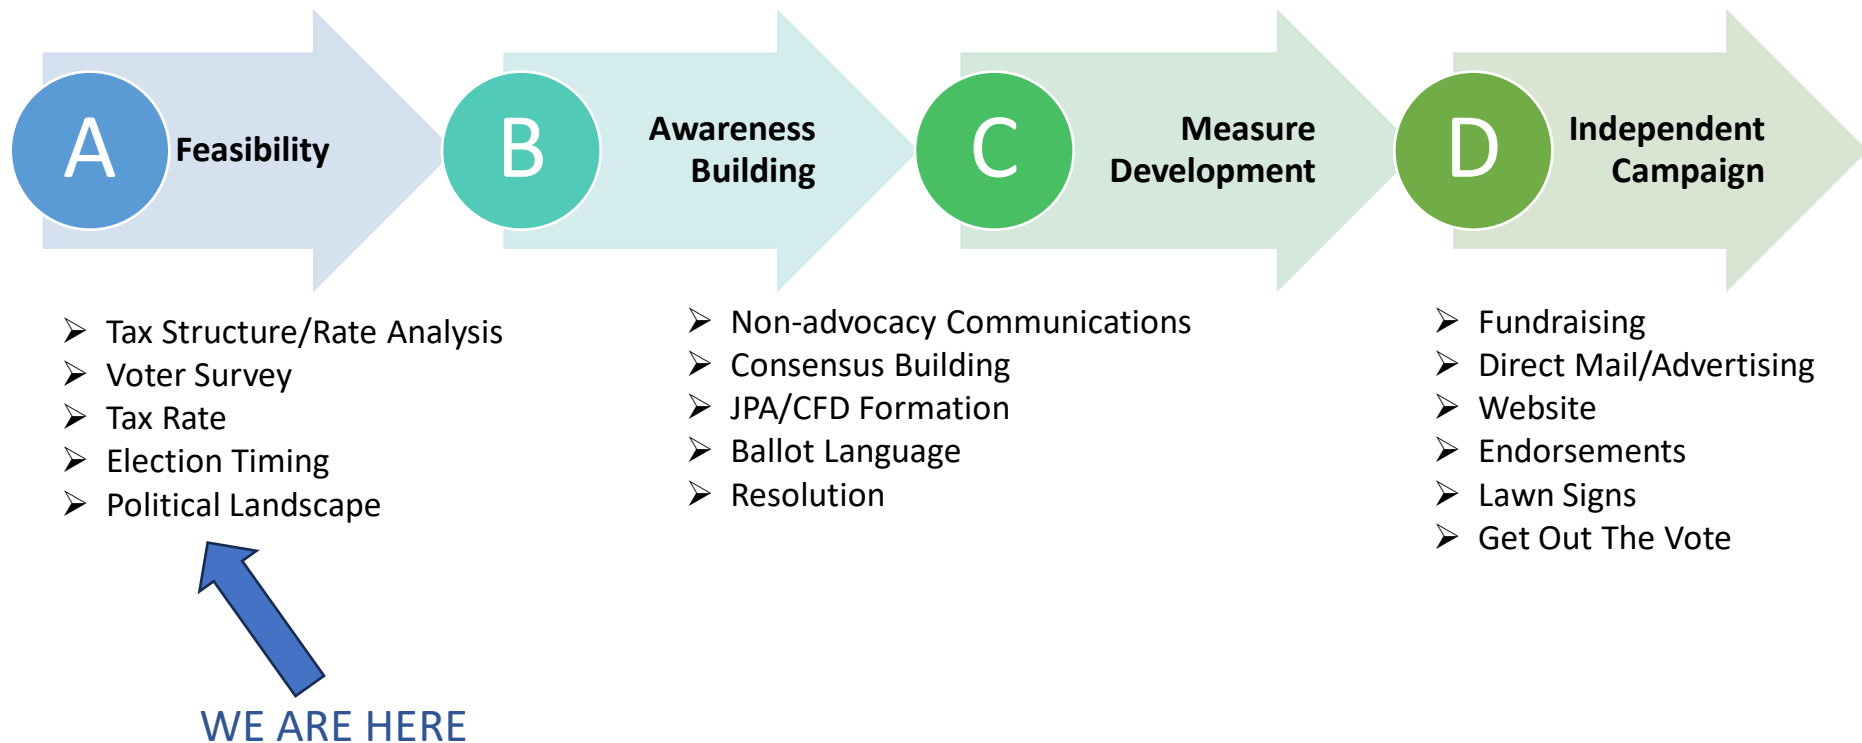 A
Feasibility
B
Awareness
Building
C
Measure
Development
D
Independent
Campaign
➢ Tax Structure/Rate Analysis
➢ Voter Survey
➢ Tax Rate
➢ Election Timing
➢ Political Landscape
➢ Non-advocacy Communications
➢ Consensus Building
➢ JPA/CFD Formation
➢ Ballot Language
➢ Resolution
➢ Fundraising
➢ Direct Mail/Advertising
➢ Website
➢ Endorsements
➢ Lawn Signs
➢ Get Out The Vote
WE ARE HERE